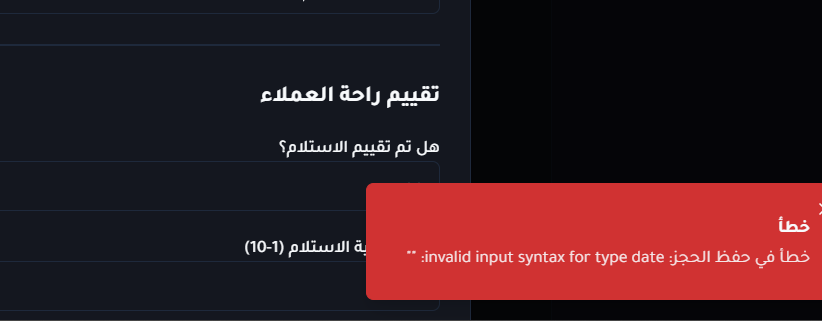 تقييم راحة العملاء
هل تم تقييم الاستلام؟
ية الاستلام (1-10)
خطأ
خطأ في حفظ الحجز: invalid input syntax for type date: ""